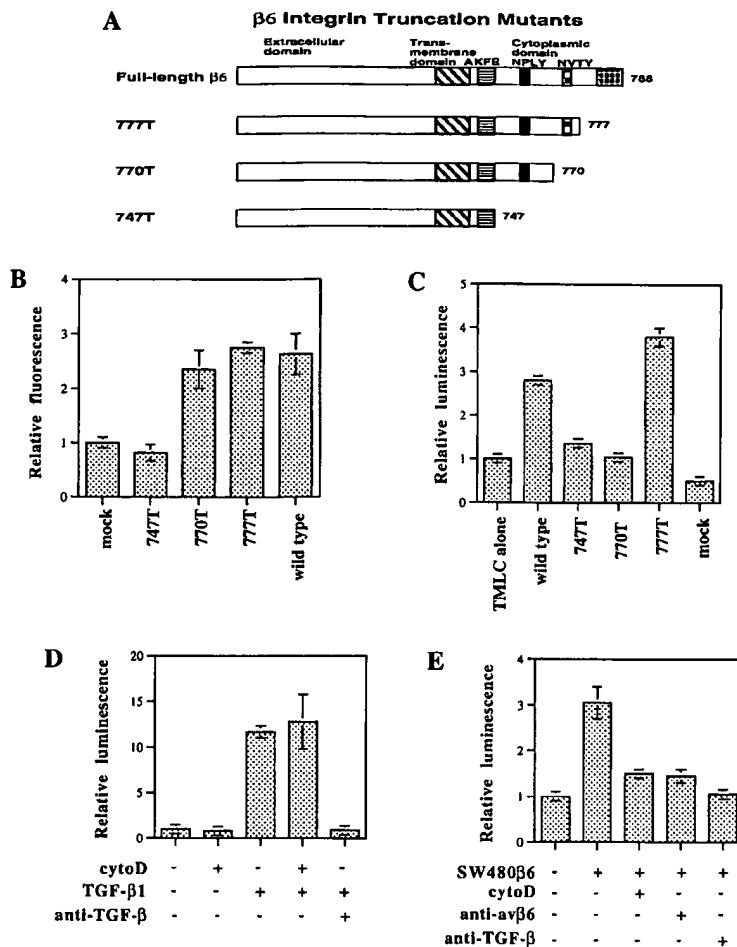 A
β6 Integrin Truncation Mutants
Extracellular domain
Trans-membrane domain
Cytoplasmic domain
AKFB NPLY NVTY
Full-length β6 788
777T 777
770T 770
747T 747
B
Relative fluorescence
4
3
2
1
0
mock 747T 770T 777T wild type
C
Relative luminescence
5
4
3
2
1
0
TMLC alone wild type 747T 770T 777T mock
D
Relative luminescence
20
15
10
5
0
cytoD - + - + -
TGF-β1 - - + + +
anti-TGF-β - - - - +
E
Relative luminescence
4
3
2
1
0
SW480β6 - + + + +
cytoD - - + - -
anti-avβ6 - - - + -
anti-TGF-β - - - - +